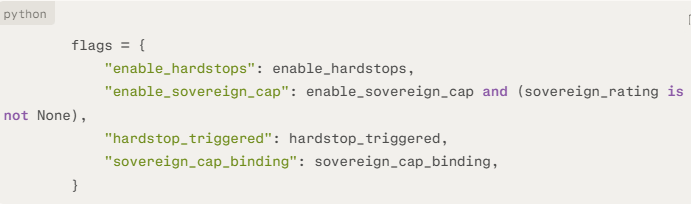 python
flags = {
"enable_hardstops": enable_hardstops,
"enable_sovereign_cap": enable_sovereign_cap and (sovereign_rating is
not None),
"hardstop_triggered": hardstop_triggered,
"sovereign_cap_binding": sovereign_cap_binding,
}